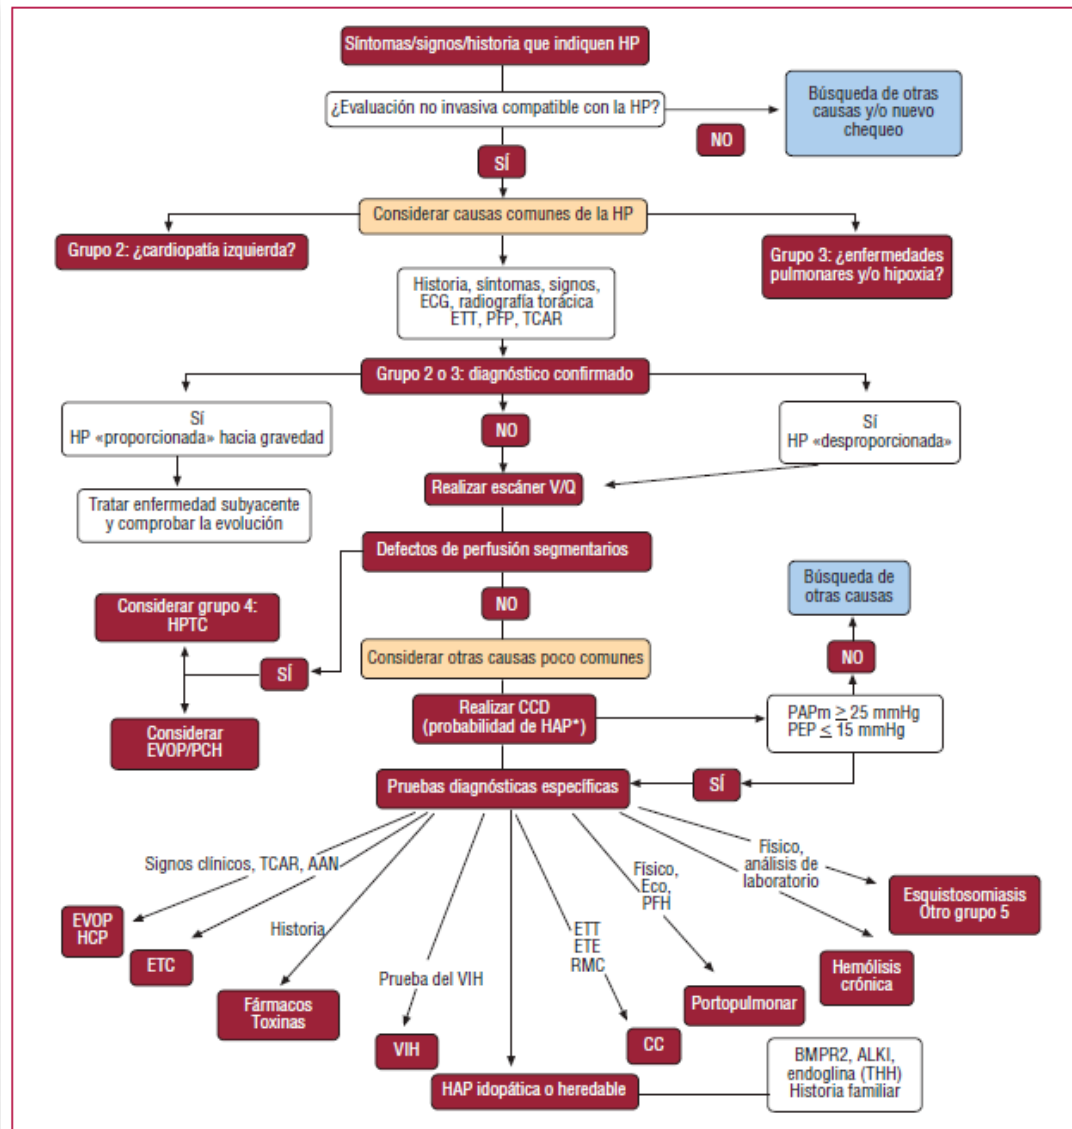 Síntomas/signos/historia que indiquen HP
¿Evaluación no invasiva compatible con la HP?
Búsqueda de otras
causas y/o nuevo
chequeo
NO
SÍ
Considerar causas comunes de la HP
Grupo 2: ¿cardiopatía izquierda?
Grupo 3: ¿enfermedades
pulmonares y/o hipoxia?
Historia, síntomas, signos,
ECG, radiografía torácica
ETT, PFP, TCAR
Grupo 2 o 3: diagnóstico confirmado
Sí
HP «proporcionada» hacia gravedad
NO
Sí
HP «desproporcionada»
Tratar enfermedad subyacente
y comprobar la evolución
Realizar escáner V/Q
Defectos de perfusión segmentarios
Búsqueda de
otras causas
Considerar grupo 4:
HPTC
NO
SÍ
Considerar otras causas poco comunes
NO
Considerar
EVOP/PCH
Realizar CCD
(probabilidad de HAP*)
PAPm ≥ 25 mmHg
PEP ≤ 15 mmHg
Pruebas diagnósticas específicas
SÍ
Signos clínicos, TCAR, AAN
Historia
Prueba del VIH
ETT
ETE
RMC
Físico,
Eco,
PFH
Físico,
análisis de
laboratorio
EVOP
HCP
ETC
Fármacos
Toxinas
VIH
HAP idopática o heredable
CC
Portopulmonar
Hemólisis
crónica
Esquistosomiasis
Otro grupo 5
BMPR2, ALKI,
endoglina (THH)
Historia familiar